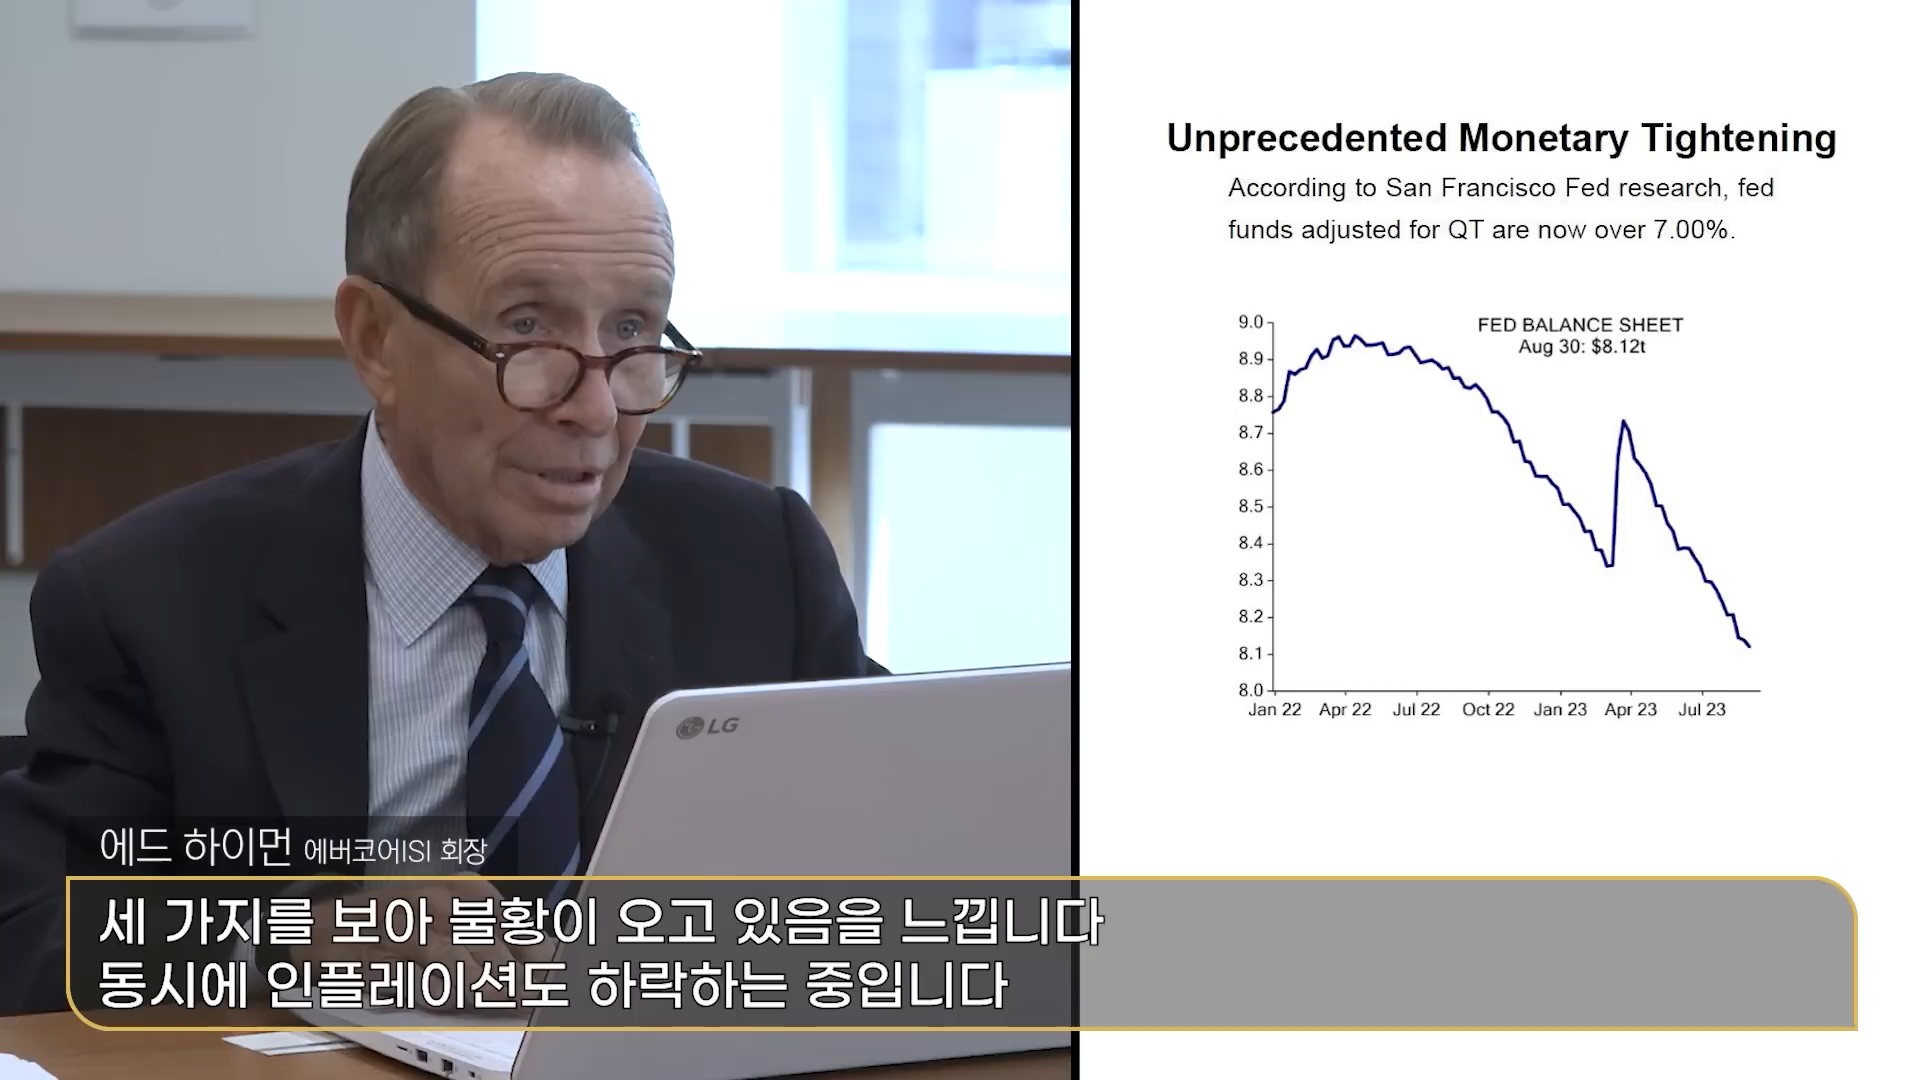 Unprecedented Monetary Tightening
According to San Francisco Fed research, fed
funds adjusted for QT are now over 7.00%.
FED BALANCE SHEET
Aug 30: $8.12t
9.0
8.9
8.8
8.7
8.6
8.5
8.4
8.3
8.2
8.1
8.0
Jan 22 Apr 22 Jul 22 Oct 22 Jan 23 Apr 23 Jul 23
LG
에드 하이먼 에버코어ISI 회장
세 가지를 보아 불황이 오고 있음을 느낍니다
동시에 인플레이션도 하락하는 중입니다